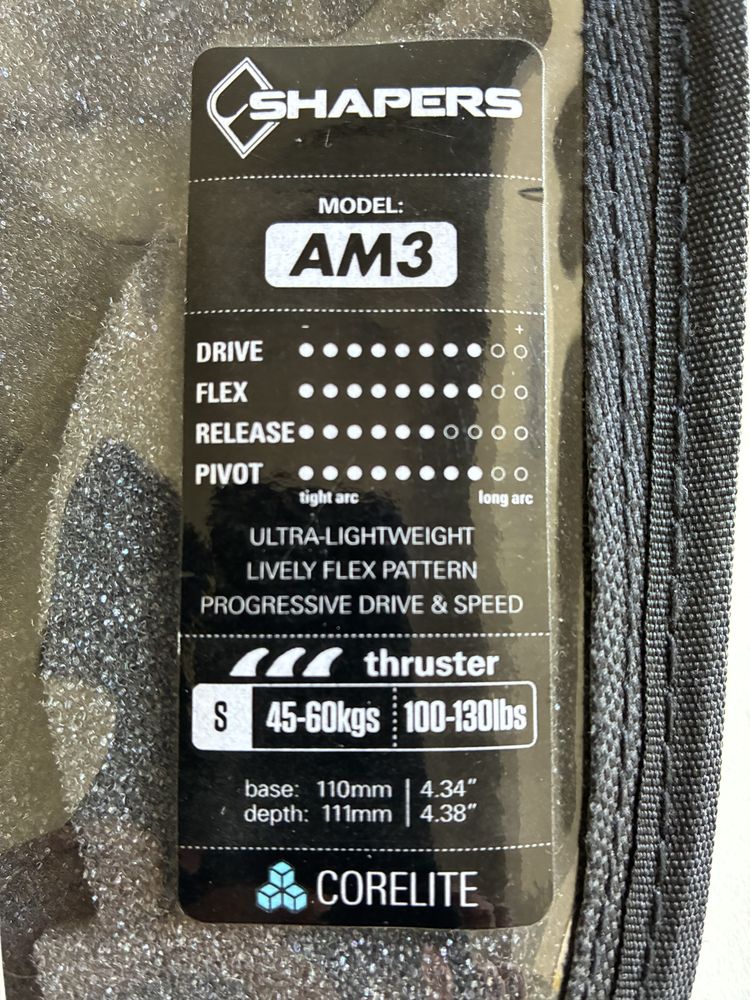 SHAPERS
MODEL:
AM3
- +
DRIVE
FLEX
RELEASE
PIVOT
tight arc long arc
ULTRA-LIGHTWEIGHT
LIVELY FLEX PATTERN
PROGRESSIVE DRIVE & SPEED
thruster
S 45-60kgs 100-130lbs
base: 110mm | 4.34"
depth: 111mm | 4.38"
CORELITE